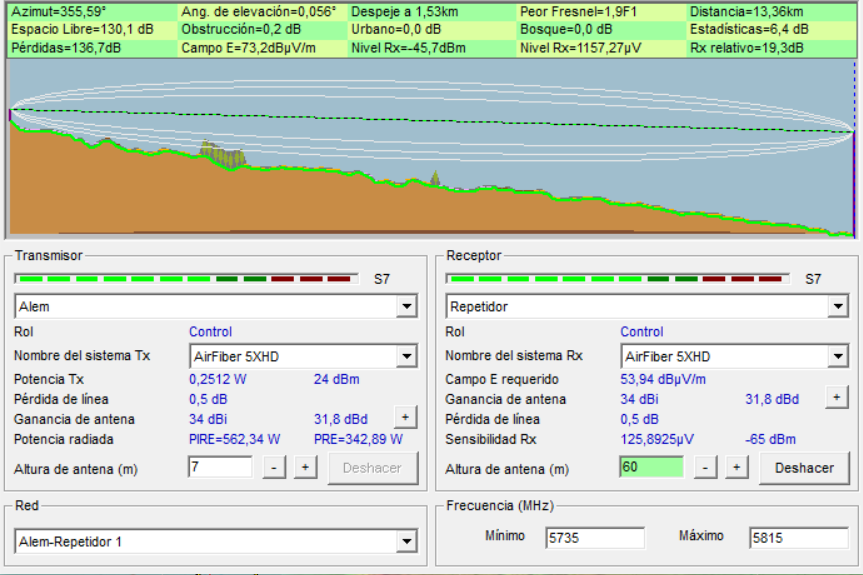 Azimut=355,59° Ang. de elevación=0,056° Despeje a 1,53km Peor Fresnel=1,9F1 Distancia=13,36km
Espacio Libre=130,1 dB Obstrucción=0,2 dB Urbano=0,0 dB Bosque=0,0 dB Estadísticas=6,4 dB
Pérdidas=136,7dB Campo E=73,2dBµV/m Nivel Rx=-45,7dBm Nivel Rx=1157,27µV Rx relativo=19,3dB
Transmisor
S7
Alem
Rol Control
Nombre del sistema Tx AirFiber 5XHD
Potencia Tx 0,2512 W 24 dBm
Pérdida de línea 0,5 dB
Ganancia de antena 34 dBi 31,8 dBd +
Potencia radiada PIRE=562,34 W PRE=342,89 W
Altura de antena (m) 7 - + Deshacer
Red
Alem-Repetidor 1
Receptor
S7
Repetidor
Rol Control
Nombre del sistema Rx AirFiber 5XHD
Campo E requerido 53,94 dBµV/m
Ganancia de antena 34 dBi 31,8 dBd +
Pérdida de línea 0,5 dB
Sensibilidad Rx 125,8925µV -65 dBm
Altura de antena (m) 60 - + Deshacer
Frecuencia (MHz)
Mínimo 5735 Máximo 5815